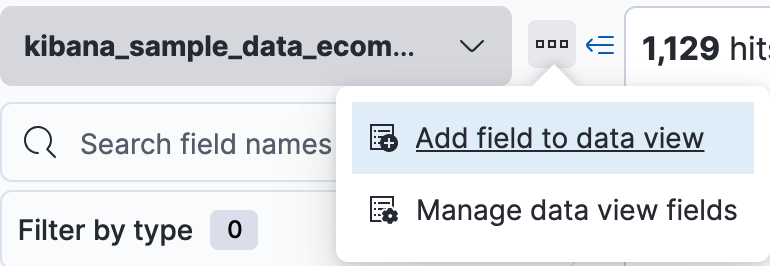 kibana_sample_data_ecom...
1,129 hit
Search field names
Add field to data view
Manage data view fields
Filter by type 0